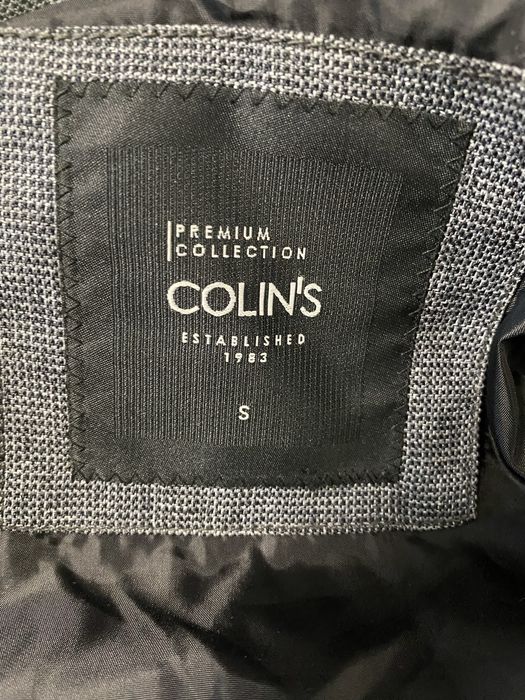 PREMIUM
COLLECTION
COLIN'S
ESTABLISHED
1983
S